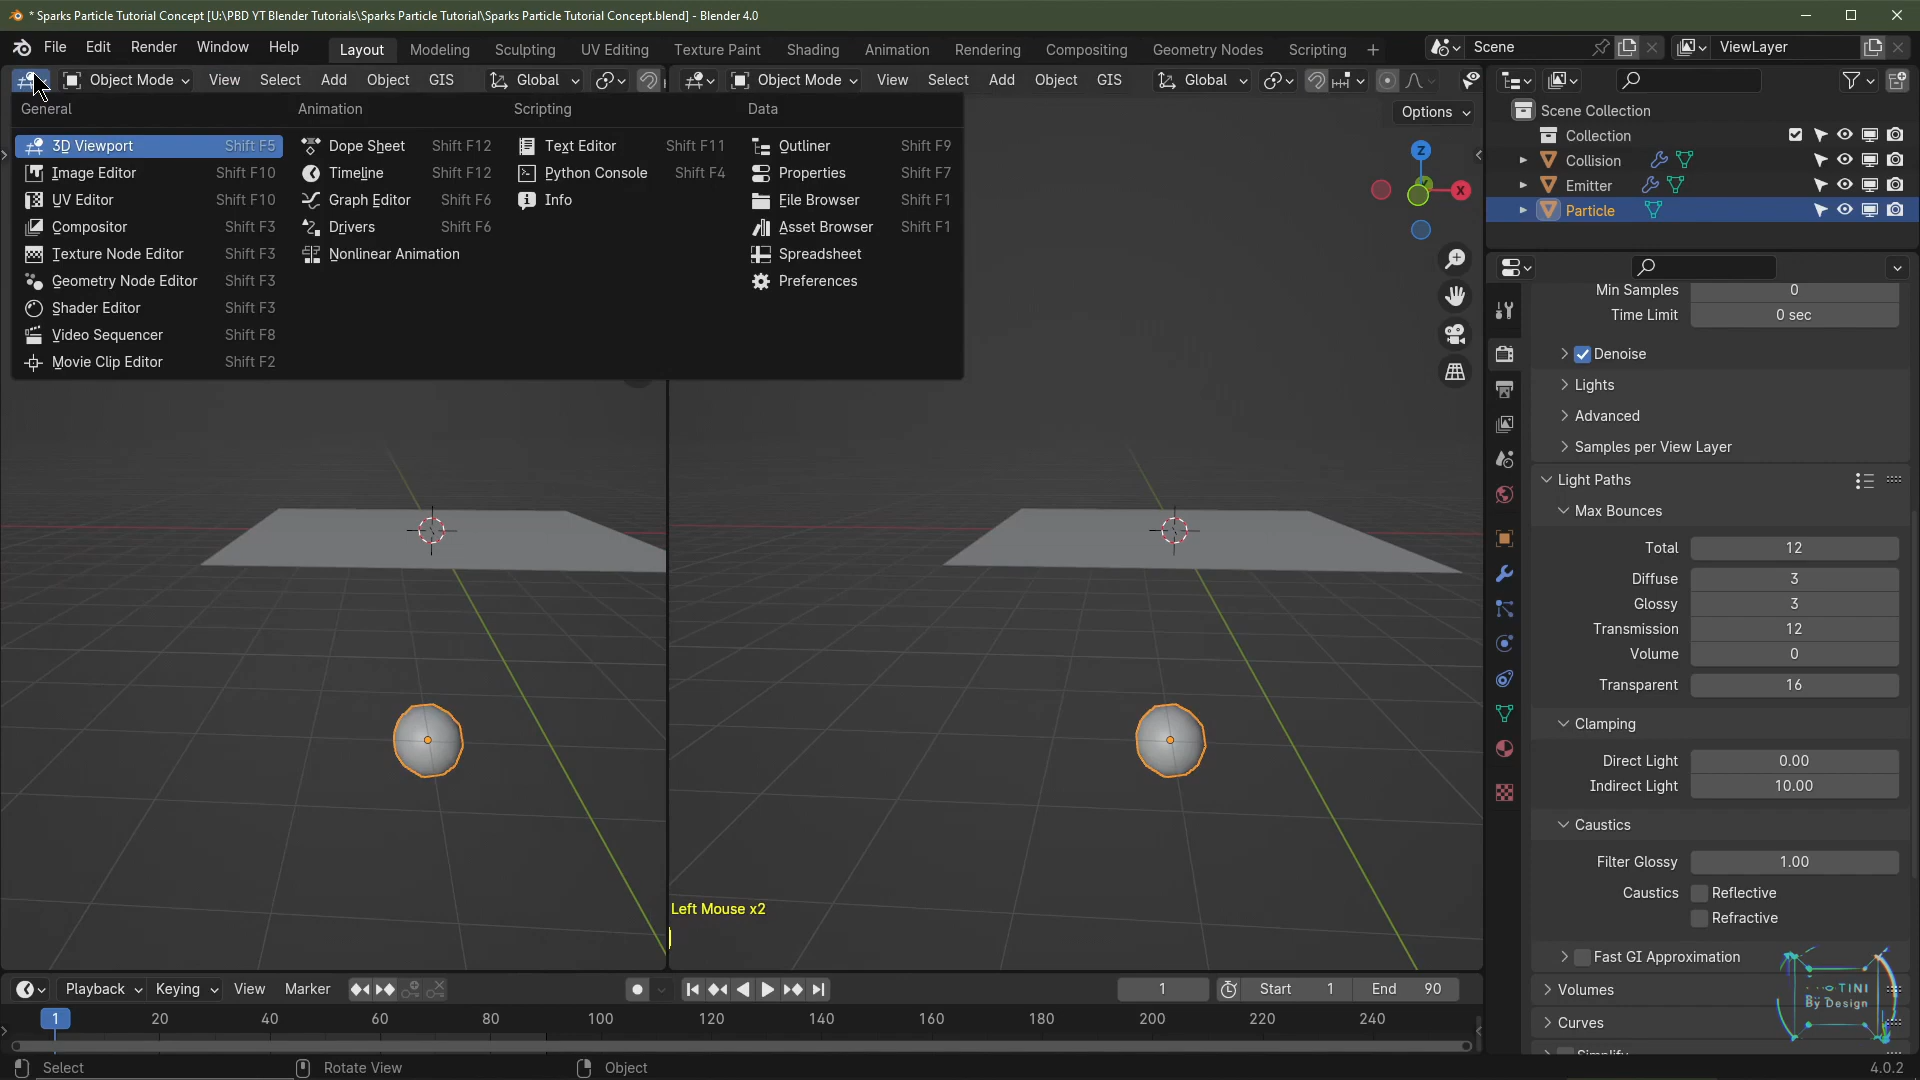 * Sparks Particle Tutorial Concept [U:\PBD YT Blender Tutorials\Sparks Particle Tutorial\Sparks Particle Tutorial Concept.blend] - Blender 4.0
File Edit Render Window Help Layout Modeling Sculpting UV Editing Texture Paint Shading Animation Rendering Compositing Geometry Nodes Scripting + Scene ViewLayer
Object Mode View Select Add Object GIS Global Object Mode View Select Add Object GIS Global
Options
General
3D Viewport Shift F5
Image Editor Shift F10
UV Editor Shift F10
Compositor Shift F3
Texture Node Editor Shift F3
Geometry Node Editor Shift F3
Shader Editor Shift F3
Video Sequencer Shift F8
Movie Clip Editor Shift F2
Animation
Dope Sheet Shift F12
Timeline Shift F12
Graph Editor Shift F6
Drivers Shift F6
Nonlinear Animation
Scripting
Text Editor Shift F11
Python Console Shift F4
Info
Data
Outliner Shift F9
Properties Shift F7
File Browser Shift F1
Asset Browser Shift F1
Spreadsheet
Preferences
Z
X
Left Mouse x2
Scene Collection
Collection
Collision
Emitter
Particle
Min Samples 0
Time Limit 0 sec
Denoise
Lights
Advanced
Samples per View Layer
Light Paths
Max Bounces
Total 12
Diffuse 3
Glossy 3
Transmission 12
Volume 0
Transparent 16
Clamping
Direct Light 0.00
Indirect Light 10.00
Caustics
Filter Glossy 1.00
Caustics Reflective
Refractive
Fast GI Approximation
Volumes
Curves
Simplify
TINI
By Design
Playback Keying View Marker 1 Start 1 End 90
1 20 40 60 80 100 120 140 160 180 200 220 240
Select Rotate View Object 4.0.2